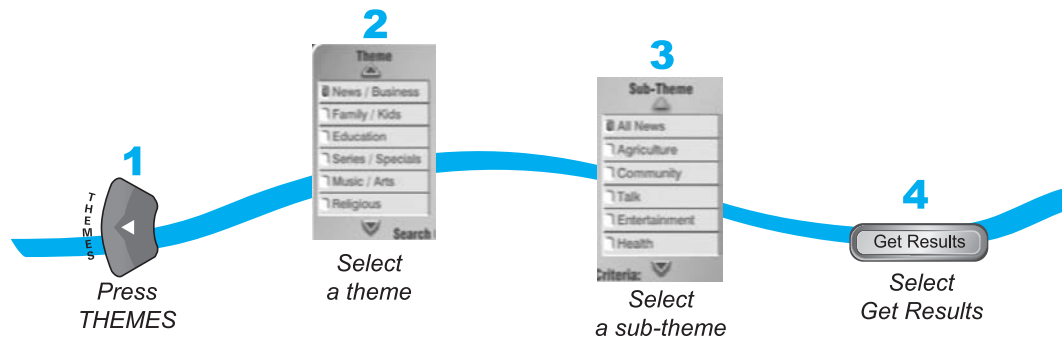 1
THEMES
Press
THEMES
2
Theme
News / Business
Family / Kids
Education
Series / Specials
Music / Arts
Religious
Search
Select
a theme
3
Sub-Theme
All News
Agriculture
Community
Talk
Entertainment
Health
Criteria:
Select
a sub-theme
4
Get Results
Select
Get Results